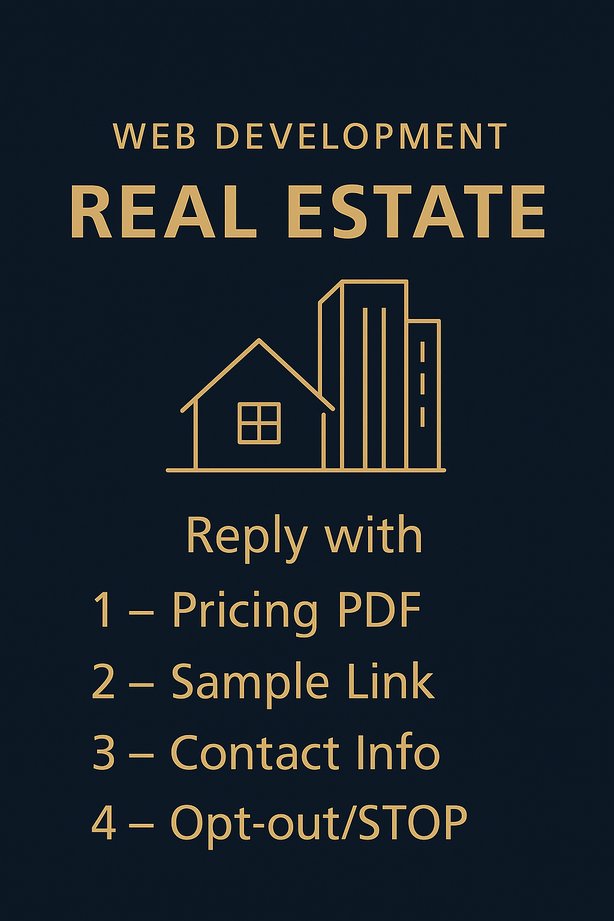 WEB DEVELOPMENT
REAL ESTATE
Reply with
1 – Pricing PDF
2 – Sample Link
3 – Contact Info
4 – Opt-out/STOP